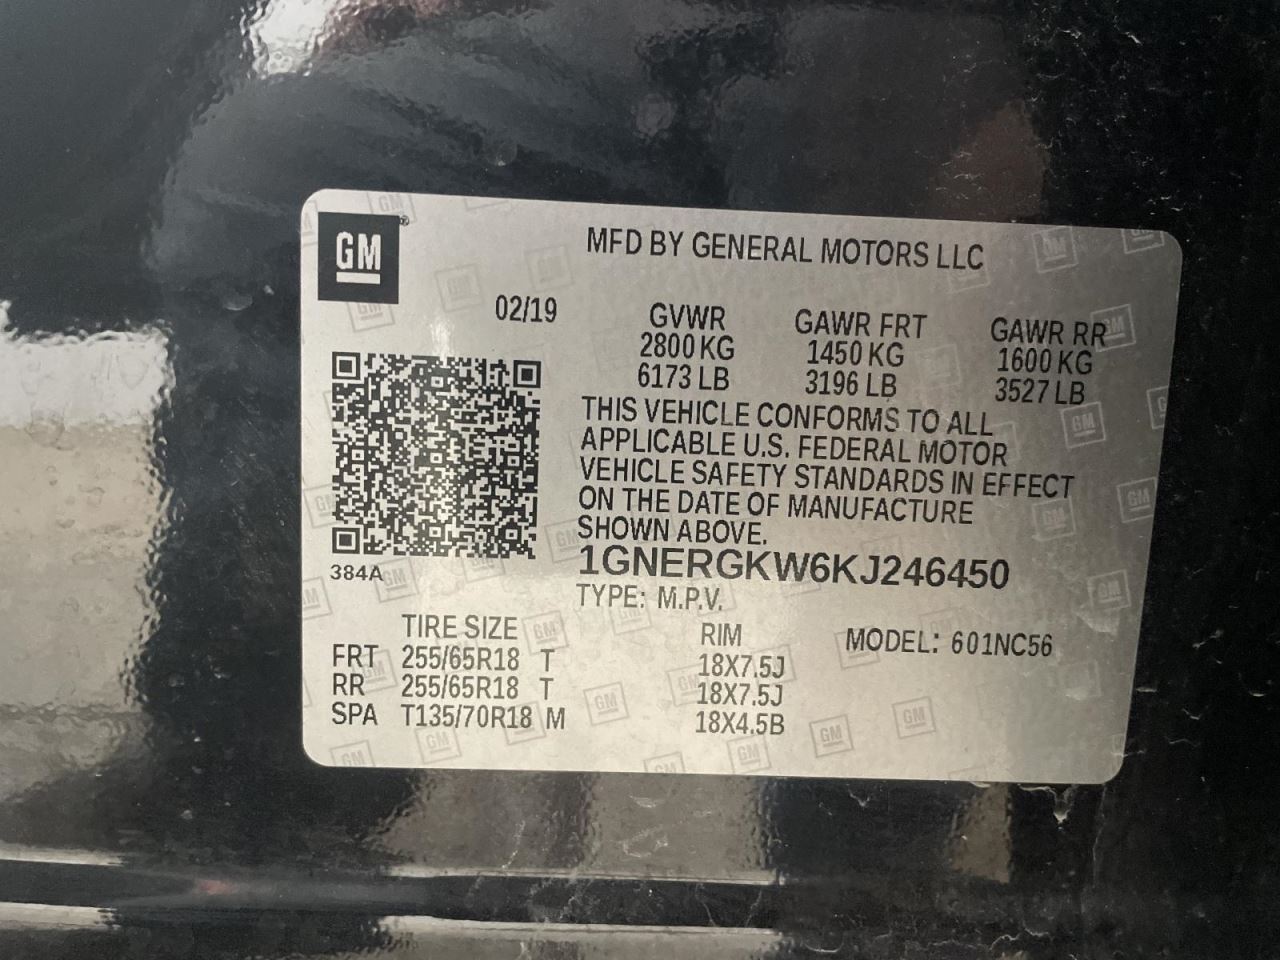 GM
MFD BY GENERAL MOTORS LLC
02/19 GVWR GAWR FRT GAWR RR
2800 KG 1450 KG 1600 KG
6173 LB 3196 LB 3527 LB
THIS VEHICLE CONFORMS TO ALL
APPLICABLE U.S. FEDERAL MOTOR
VEHICLE SAFETY STANDARDS IN EFFECT
ON THE DATE OF MANUFACTURE
SHOWN ABOVE.
384A 1GNERGKW6KJ246450
TYPE: M.P.V.
TIRE SIZE RIM MODEL: 601NC56
FRT 255/65R18 T 18X7.5J
RR 255/65R18 T 18X7.5J
SPA T135/70R18 M 18X4.5B